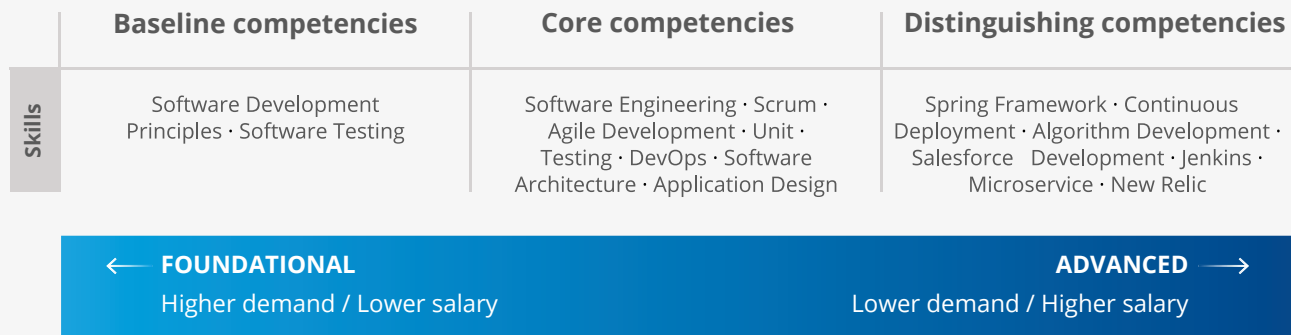 Baseline competencies
Core competencies
Distinguishing competencies
Skills
Software Development
Principles · Software Testing
Software Engineering · Scrum ·
Agile Development · Unit ·
Testing · DevOps · Software
Architecture · Application Design
Spring Framework · Continuous
Deployment · Algorithm Development ·
Salesforce Development · Jenkins ·
Microservice · New Relic
← FOUNDATIONAL
Higher demand / Lower salary
ADVANCED →
Lower demand / Higher salary